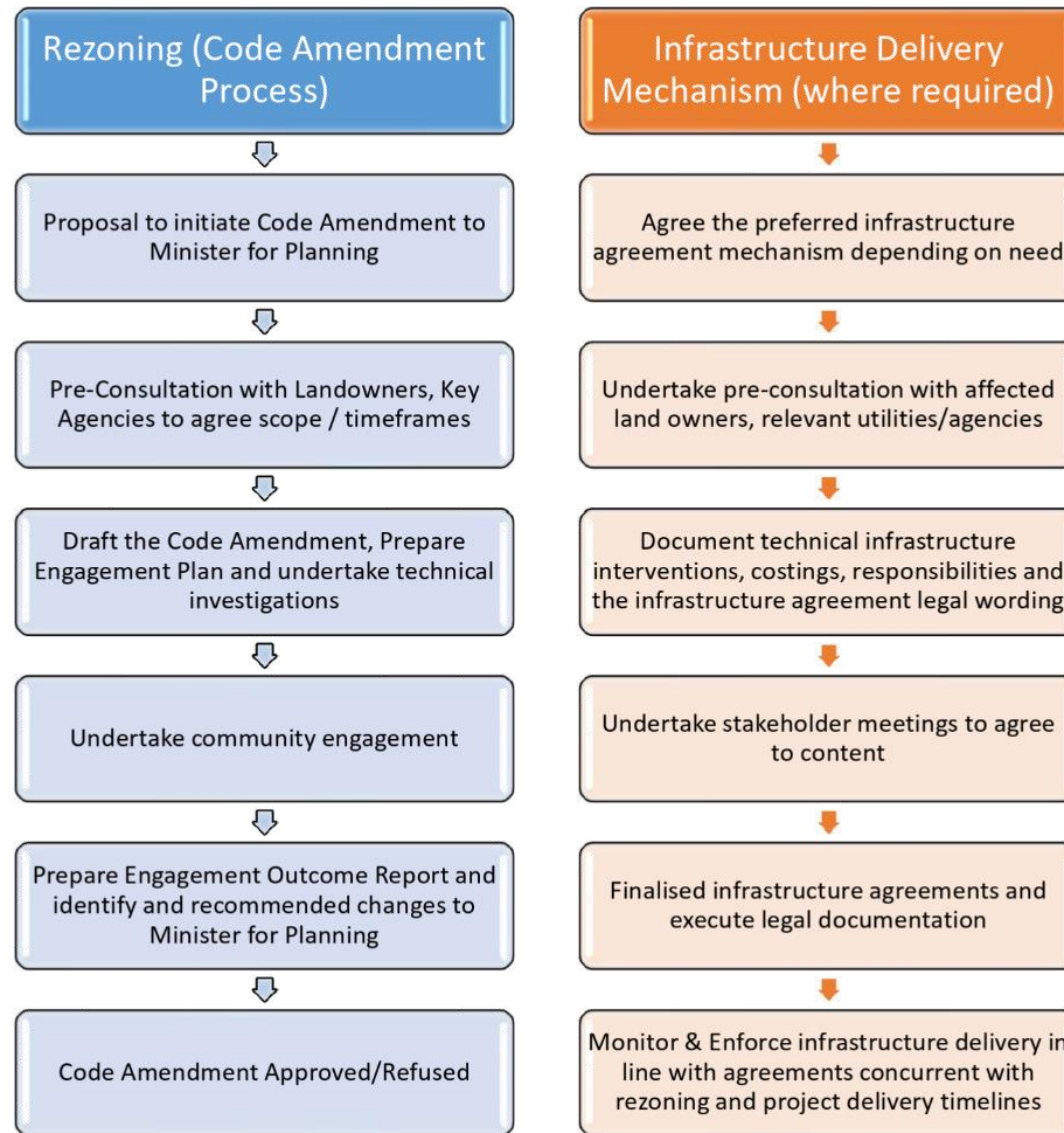 Rezoning (Code Amendment
Process)
Proposal to initiate Code Amendment to
Minister for Planning
Pre-Consultation with Landowners, Key
Agencies to agree scope / timeframes
Draft the Code Amendment, Prepare
Engagement Plan and undertake technical
investigations
Undertake community engagement
Prepare Engagement Outcome Report and
identify and recommended changes to
Minister for Planning
Code Amendment Approved/Refused
Infrastructure Delivery
Mechanism (where required)
Agree the preferred infrastructure
agreement mechanism depending on need
Undertake pre-consultation with affected
land owners, relevant utilities/agencies
Document technical infrastructure
interventions, costings, responsibilities and
the infrastructure agreement legal wording
Undertake stakeholder meetings to agree
to content
Finalised infrastructure agreements and
execute legal documentation
Monitor & Enforce infrastructure delivery in
line with agreements concurrent with
rezoning and project delivery timelines